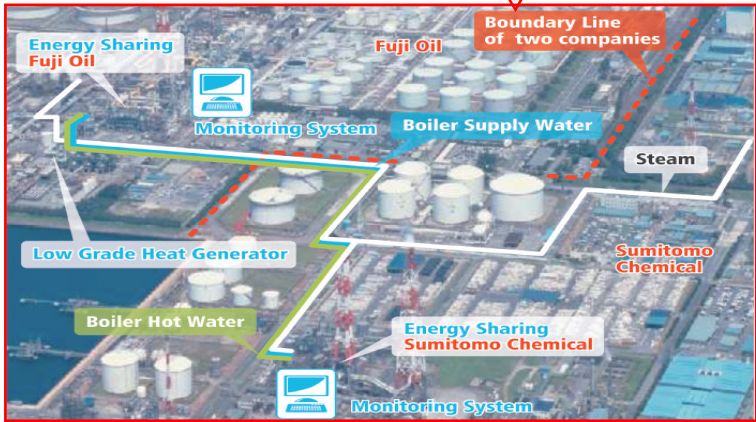 Energy Sharing
Fuji Oil
Fuji Oil
Boundary Line
of two companies
Monitoring System
Boiler Supply Water
Steam
Low Grade Heat Generator
Sumitomo
Chemical
Boiler Hot Water
Energy Sharing
Sumitomo Chemical
Monitoring System